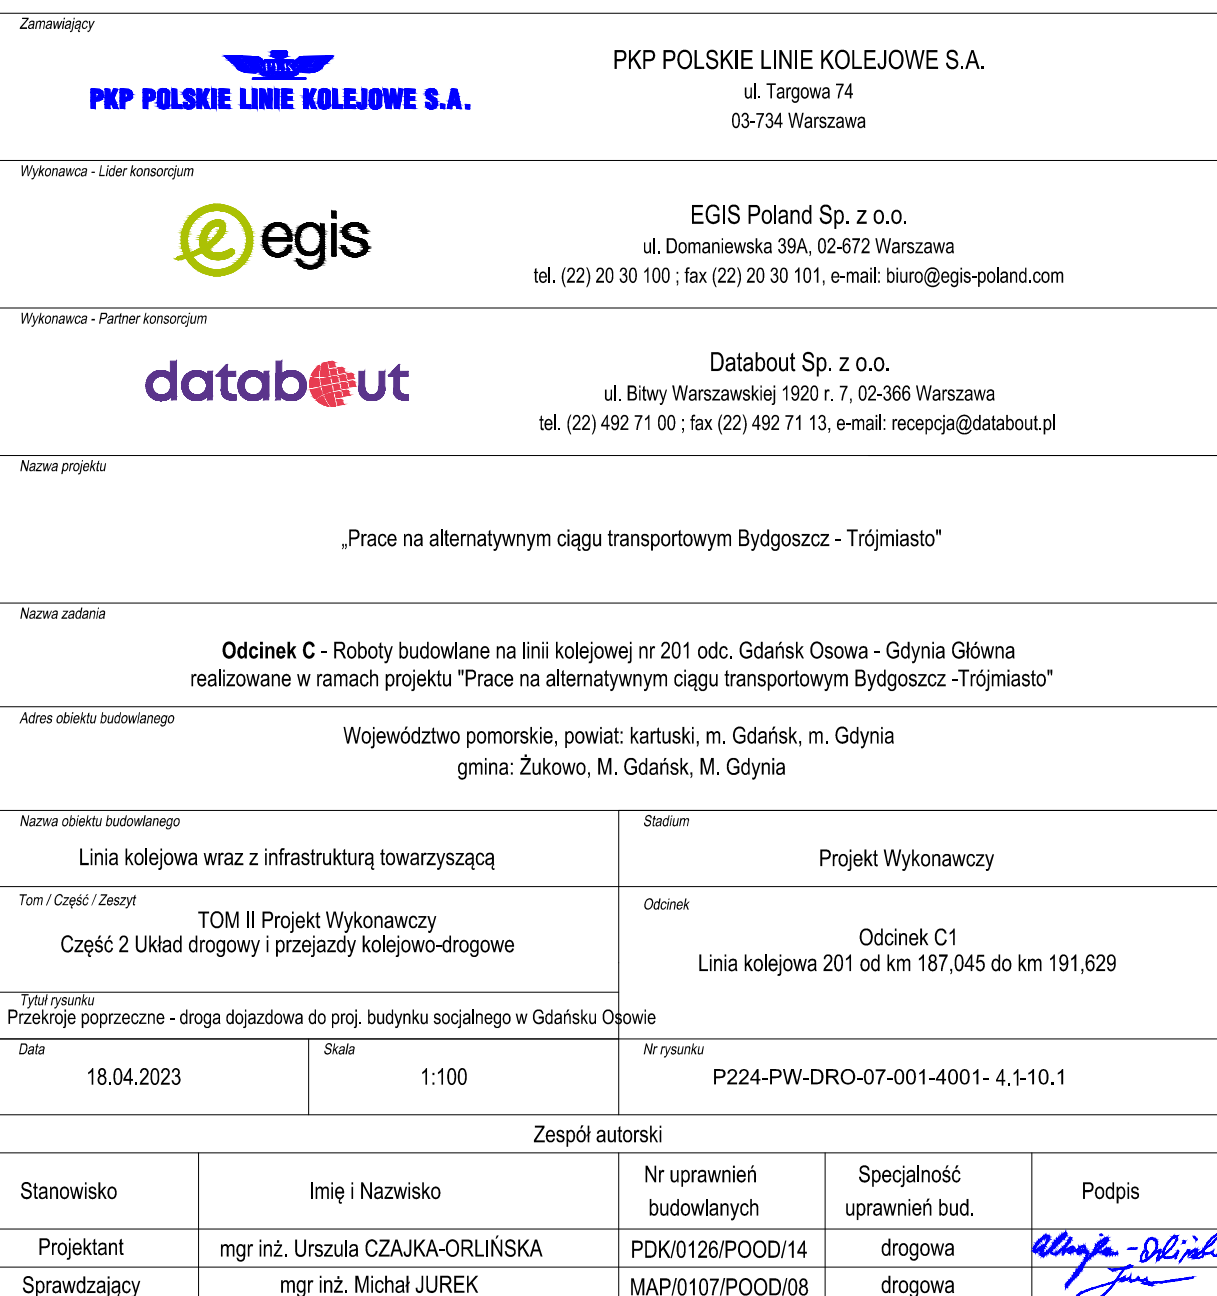 Zamawiający
PKP POLSKIE LINIE KOLEJOWE S.A.
PKP POLSKIE LINIE KOLEJOWE S.A.
ul. Targowa 74
03-734 Warszawa
Wykonawca - Lider konsorcjum
egis
EGIS Poland Sp. z o.o.
ul. Domaniewska 39A, 02-672 Warszawa
tel. (22) 20 30 100 ; fax (22) 20 30 101, e-mail: biuro@egis-poland.com
Wykonawca - Partner konsorcjum
databout
Databout Sp. z o.o.
ul. Bitwy Warszawskiej 1920 r. 7, 02-366 Warszawa
tel. (22) 492 71 00 ; fax (22) 492 71 13, e-mail: recepcja@databout.pl
Nazwa projektu
„Prace na alternatywnym ciągu transportowym Bydgoszcz - Trójmiasto"
Nazwa zadania
Odcinek C - Roboty budowlane na linii kolejowej nr 201 odc. Gdańsk Osowa - Gdynia Główna
realizowane w ramach projektu "Prace na alternatywnym ciągu transportowym Bydgoszcz -Trójmiasto"
Adres obiektu budowlanego
Województwo pomorskie, powiat: kartuski, m. Gdańsk, m. Gdynia
gmina: Żukowo, M. Gdańsk, M. Gdynia
Nazwa obiektu budowlanego
Linia kolejowa wraz z infrastrukturą towarzyszącą
Stadium
Projekt Wykonawczy
Tom / Część / Zeszyt
TOM II Projekt Wykonawczy
Część 2 Układ drogowy i przejazdy kolejowo-drogowe
Odcinek
Odcinek C1
Linia kolejowa 201 od km 187,045 do km 191,629
Tytuł rysunku
Przekroje poprzeczne - droga dojazdowa do proj. budynku socjalnego w Gdańsku Osowie
Data
18.04.2023
Skala
1:100
Nr rysunku
P224-PW-DRO-07-001-4001- 4.1-10.1
Zespół autorski
Stanowisko
Imię i Nazwisko
Nr uprawnień
budowlanych
Specjalność
uprawnień bud.
Podpis
Projektant
mgr inż. Urszula CZAJKA-ORLIŃSKA
PDK/0126/POOD/14
drogowa
Sprawdzający
mgr inż. Michał JUREK
MAP/0107/POOD/08
drogowa